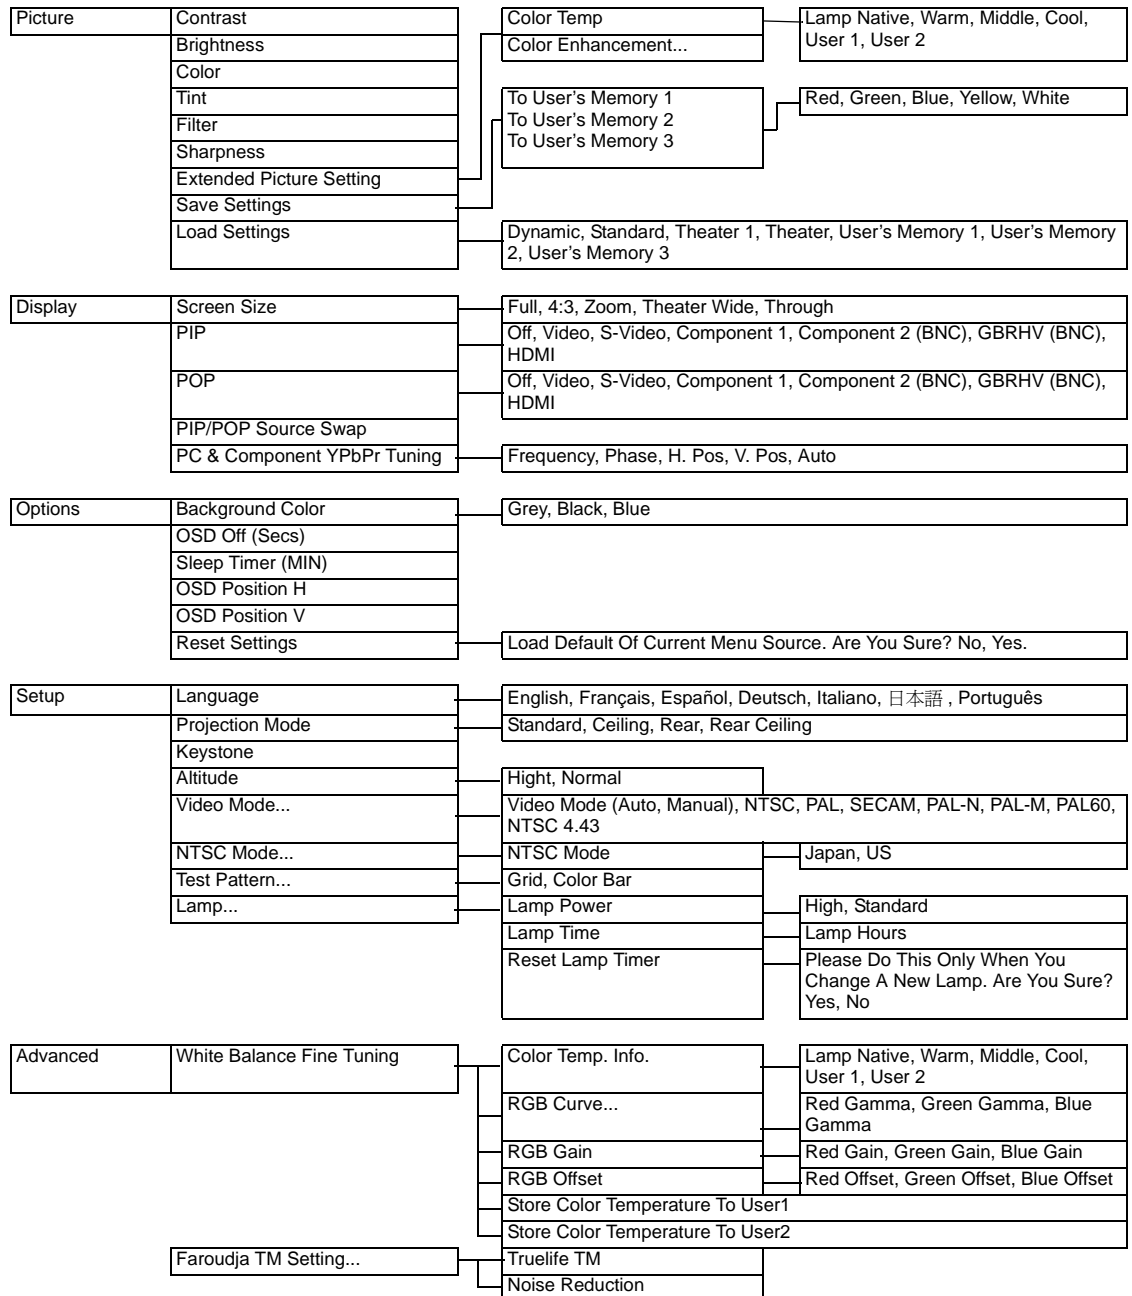 Picture
Contrast
Color Temp
Lamp Native, Warm, Middle, Cool,
User 1, User 2
Brightness
Color Enhancement...
Color
Tint
To User's Memory 1
To User's Memory 2
To User's Memory 3
Red, Green, Blue, Yellow, White
Filter
Sharpness
Extended Picture Setting
Save Settings
Load Settings
Dynamic, Standard, Theater 1, Theater, User's Memory 1, User's Memory
2, User's Memory 3
Display
Screen Size
Full, 4:3, Zoom, Theater Wide, Through
PIP
Off, Video, S-Video, Component 1, Component 2 (BNC), GBRHV (BNC),
HDMI
POP
Off, Video, S-Video, Component 1, Component 2 (BNC), GBRHV (BNC),
HDMI
PIP/POP Source Swap
PC & Component YPbPr Tuning
Frequency, Phase, H. Pos, V. Pos, Auto
Options
Background Color
Grey, Black, Blue
OSD Off (Secs)
Sleep Timer (MIN)
OSD Position H
OSD Position V
Reset Settings
Load Default Of Current Menu Source. Are You Sure? No, Yes.
Setup
Language
English, Français, Español, Deutsch, Italiano, 日本語 , Português
Projection Mode
Standard, Ceiling, Rear, Rear Ceiling
Keystone
Altitude
Hight, Normal
Video Mode...
Video Mode (Auto, Manual), NTSC, PAL, SECAM, PAL-N, PAL-M, PAL60,
NTSC 4.43
NTSC Mode...
NTSC Mode
Japan, US
Test Pattern...
Grid, Color Bar
Lamp...
Lamp Power
High, Standard
Lamp Time
Lamp Hours
Reset Lamp Timer
Please Do This Only When You
Change A New Lamp. Are You Sure?
Yes, No
Advanced
White Balance Fine Tuning
Color Temp. Info.
Lamp Native, Warm, Middle, Cool,
User 1, User 2
RGB Curve...
Red Gamma, Green Gamma, Blue
Gamma
RGB Gain
Red Gain, Green Gain, Blue Gain
RGB Offset
Red Offset, Green Offset, Blue Offset
Store Color Temperature To User1
Store Color Temperature To User2
Faroudja TM Setting...
Truelife TM
Noise Reduction